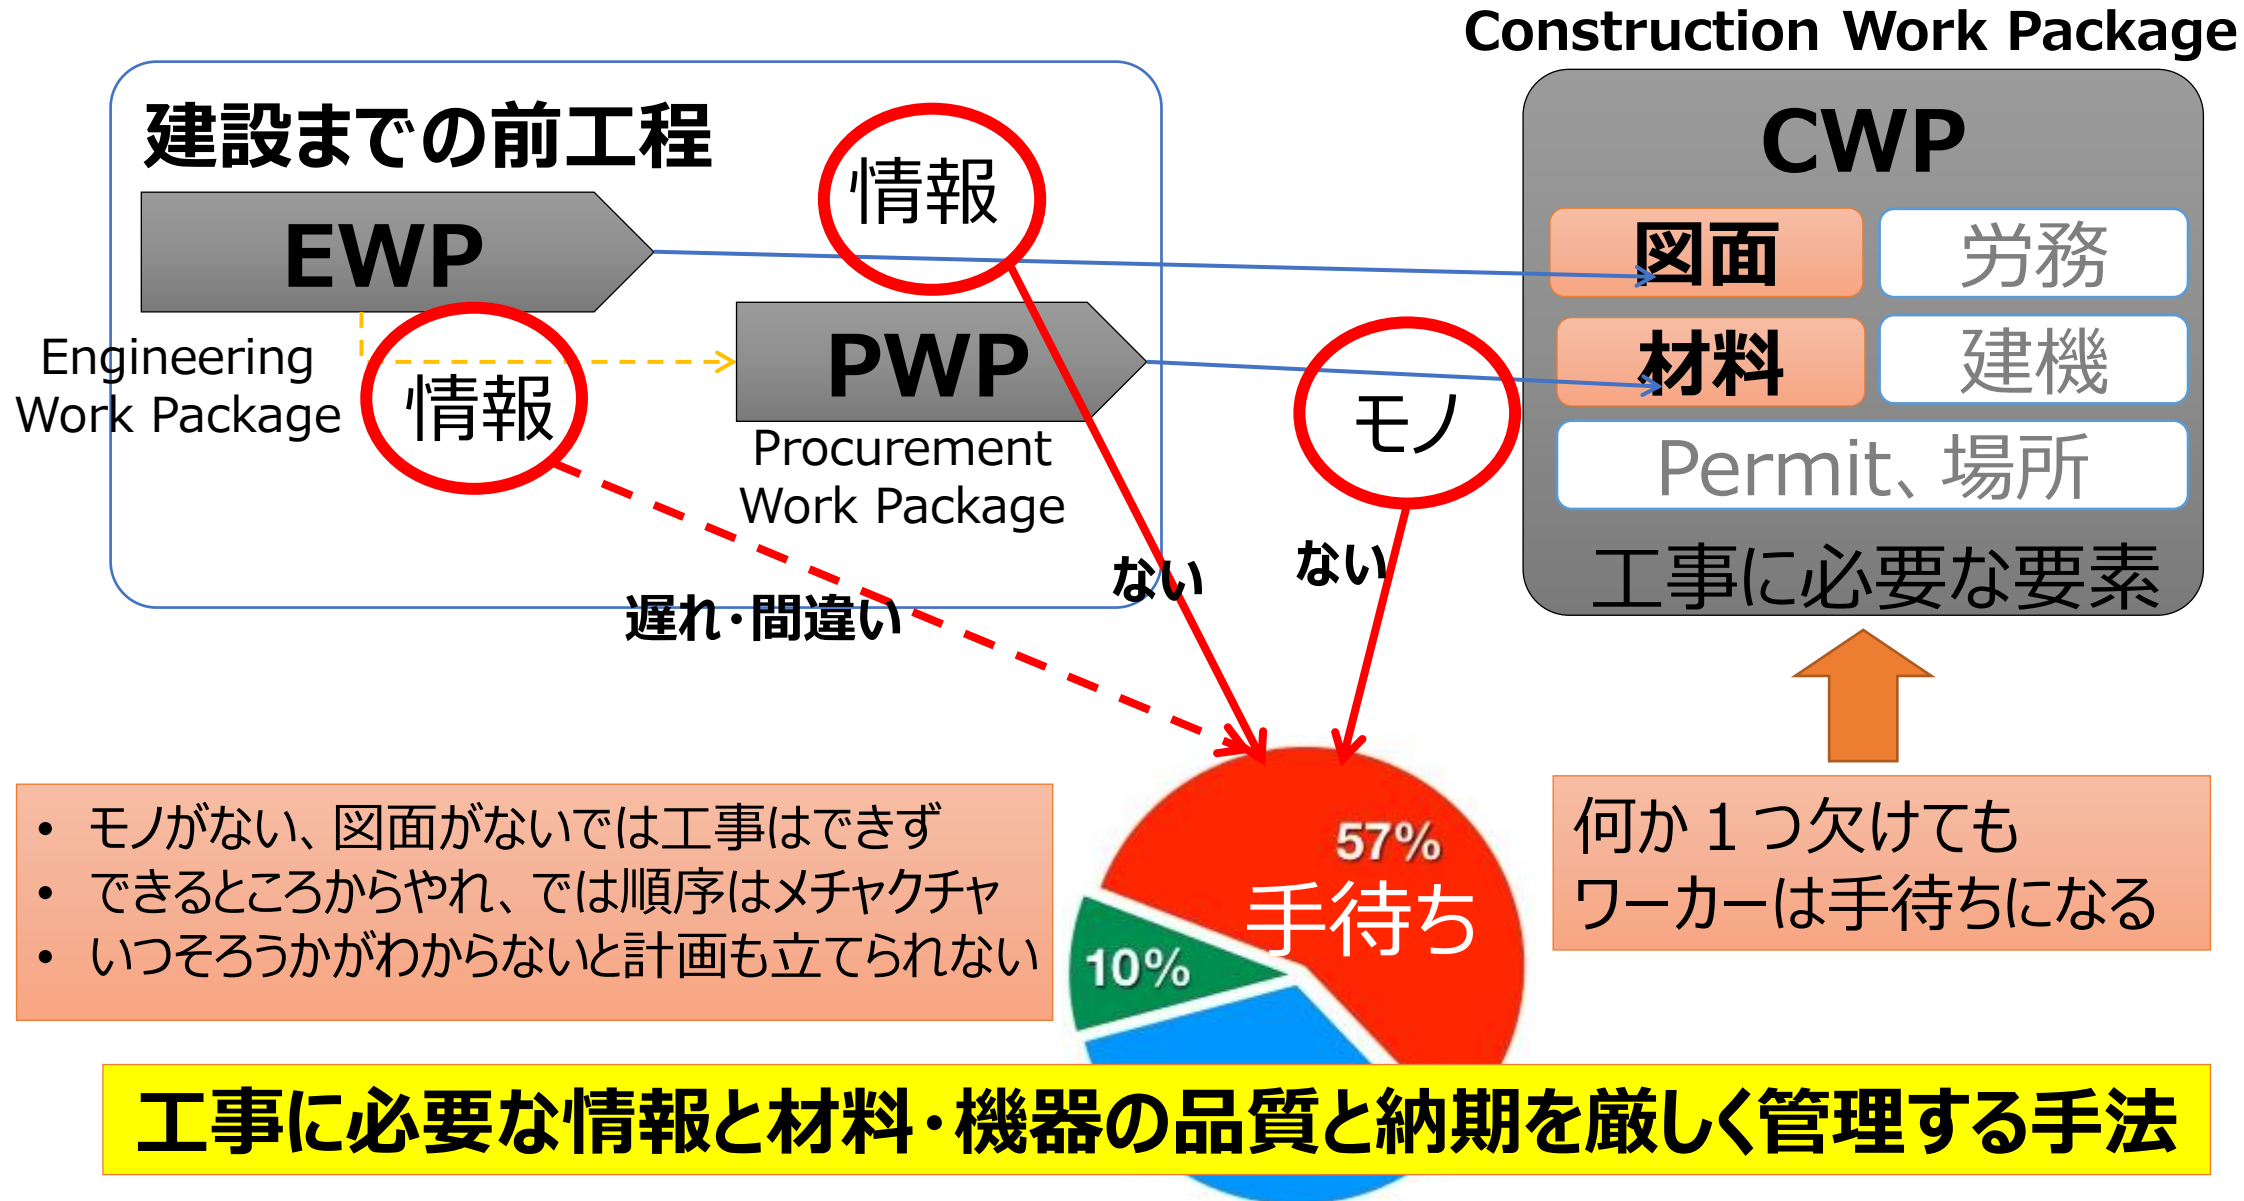 Construction Work Package
建設までの前工程
情報
CWP
EWP
図面
労務
Engineering
Work Package
情報
PWP
モノ
材料
建機
Procurement
Work Package
Permit、場所
ない
ない
工事に必要な要素
遅れ・間違い
• モノがない、図面がないでは工事はできず
• できるところからやれ、では順序はメチャクチャ
• いつそろうかがわからないと計画も立てられない
57%
手待ち
10%
何か１つ欠けても
ワーカーは手待ちになる
工事に必要な情報と材料・機器の品質と納期を厳しく管理する手法